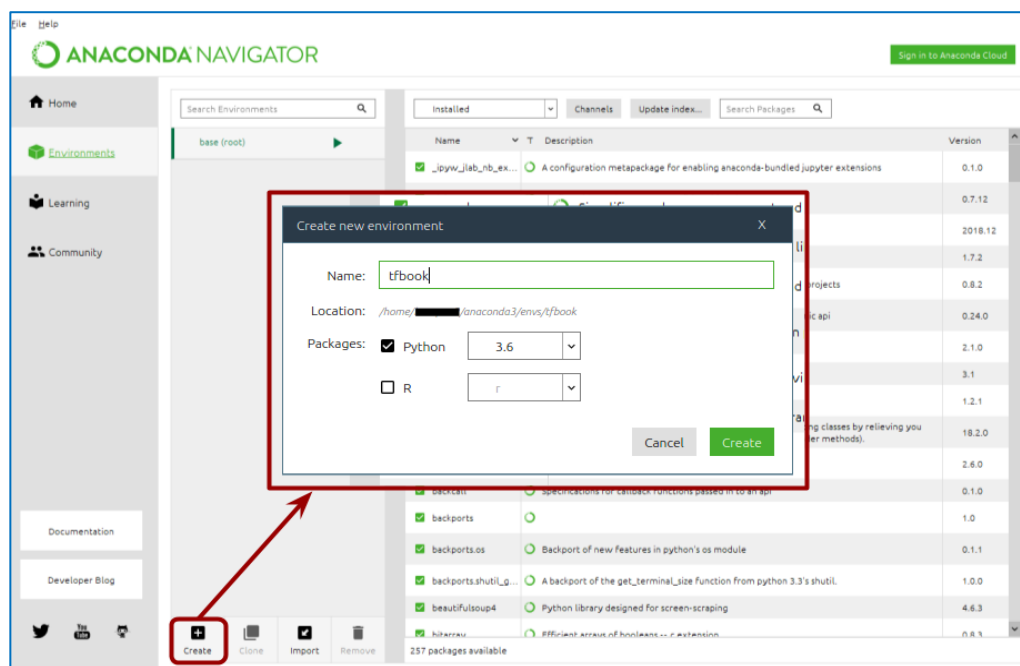 File Help
ANACONDA NAVIGATOR
Sign in to Anaconda Cloud
Home
Environments
Learning
Community
Documentation
Developer Blog
Search Environments
base (root)
Create Clone Import Remove
Installed Channels Update index... Search Packages
Name T Description Version
_ipyw_jlab_nb_ex... A configuration metapackage for enabling anaconda-bundled jupyter extensions 0.1.0
0.7.12
2018.12
1.7.2
projects 0.8.2
api 0.24.0
2.1.0
3.1
1.2.1
classes by relieving you
methods). 18.2.0
2.6.0
backcall Specifications for callback functions passed in to an api 0.1.0
backports 1.0
backports.os Backport of new features in python's os module 0.1.1
backports.shutil_g... A backport of the get_terminal_size function from python 3.3's shutil. 1.0.0
beautifulsoup4 Python library designed for screen-scraping 4.6.3
bitarray Efficient arrays of booleans -- c extension 0.8.3
257 packages available
Create new environment X
Name: tfbook
Location: /home/ /anaconda3/envs/tfbook
Packages: Python 3.6
R r
Cancel Create